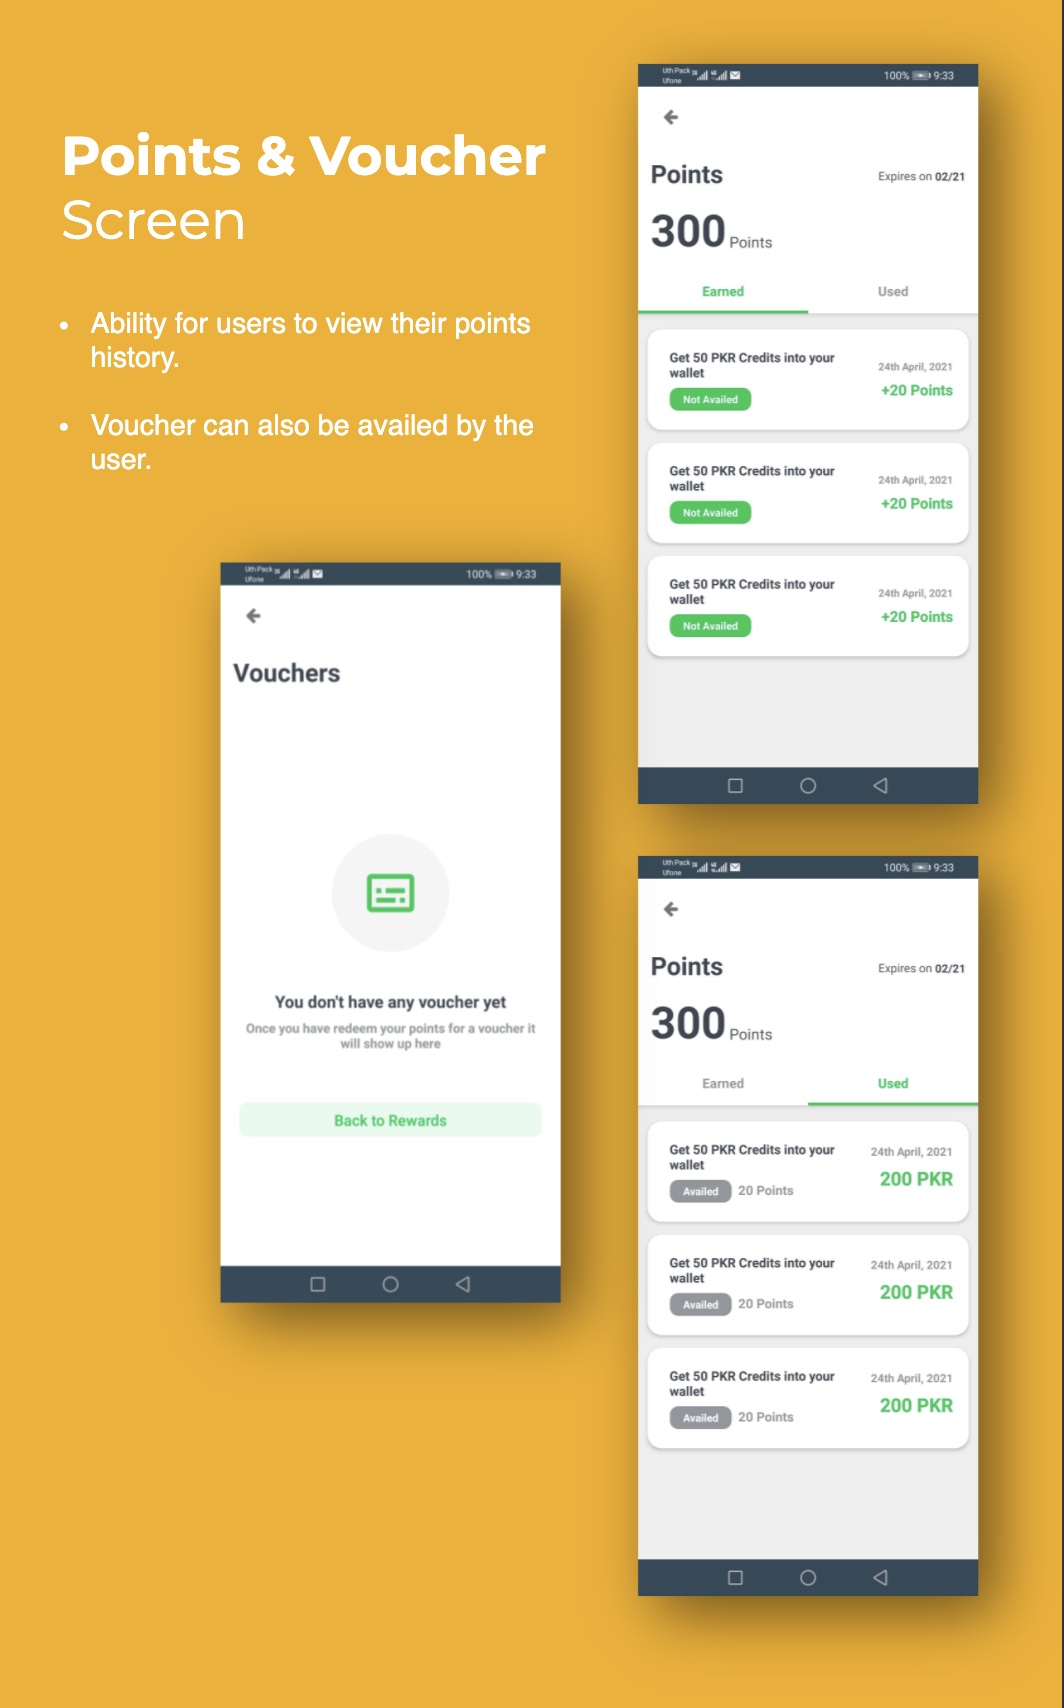 Points & Voucher
Screen
• Ability for users to view their points
history.
• Voucher can also be availed by the
user.
Uth Pack
Ufone
100% 9:33
Points
Expires on 02/21
300 Points
Earned
Used
Get 50 PKR Credits into your
wallet
Not Availed
24th April, 2021
+20 Points
Get 50 PKR Credits into your
wallet
Not Availed
24th April, 2021
+20 Points
Get 50 PKR Credits into your
wallet
Not Availed
24th April, 2021
+20 Points
Uth Pack
Ufone
100% 9:33
Vouchers
You don't have any voucher yet
Once you have redeem your points for a voucher it
will show up here
Back to Rewards
Uth Pack
Ufone
100% 9:33
Points
Expires on 02/21
300 Points
Earned
Used
Get 50 PKR Credits into your
wallet
Availed 20 Points
24th April, 2021
200 PKR
Get 50 PKR Credits into your
wallet
Availed 20 Points
24th April, 2021
200 PKR
Get 50 PKR Credits into your
wallet
Availed 20 Points
24th April, 2021
200 PKR